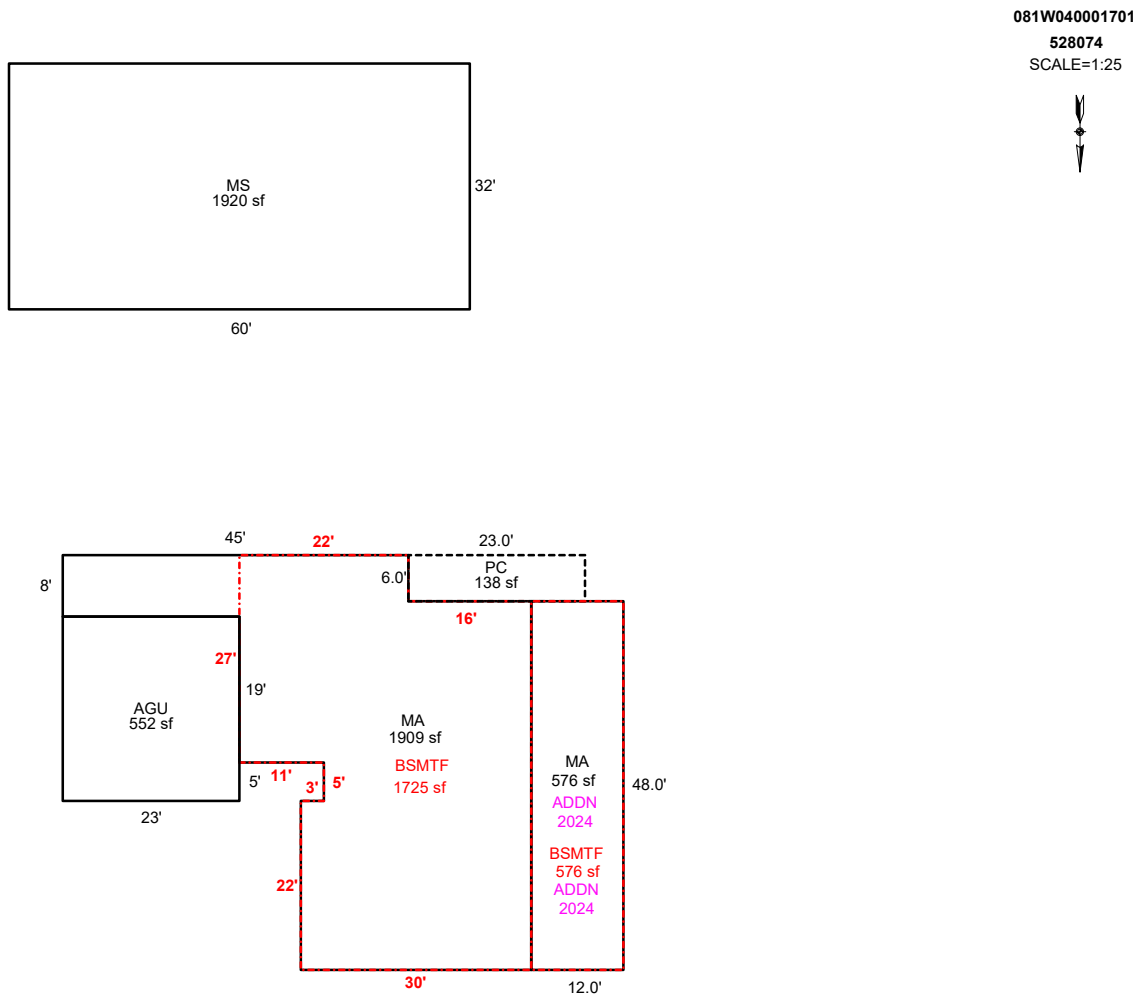 081W040001701
528074
SCALE=1:25
MS
1920 sf
32'
60'
45'
22'
23.0'
8'
6.0'
PC
138 sf
16'
27'
19'
AGU
552 sf
MA
1909 sf
BSMTF
1725 sf
11'
5'
3'
5'
23'
22'
30'
MA
576 sf
ADDN
2024
48.0'
BSMTF
576 sf
ADDN
2024
12.0'